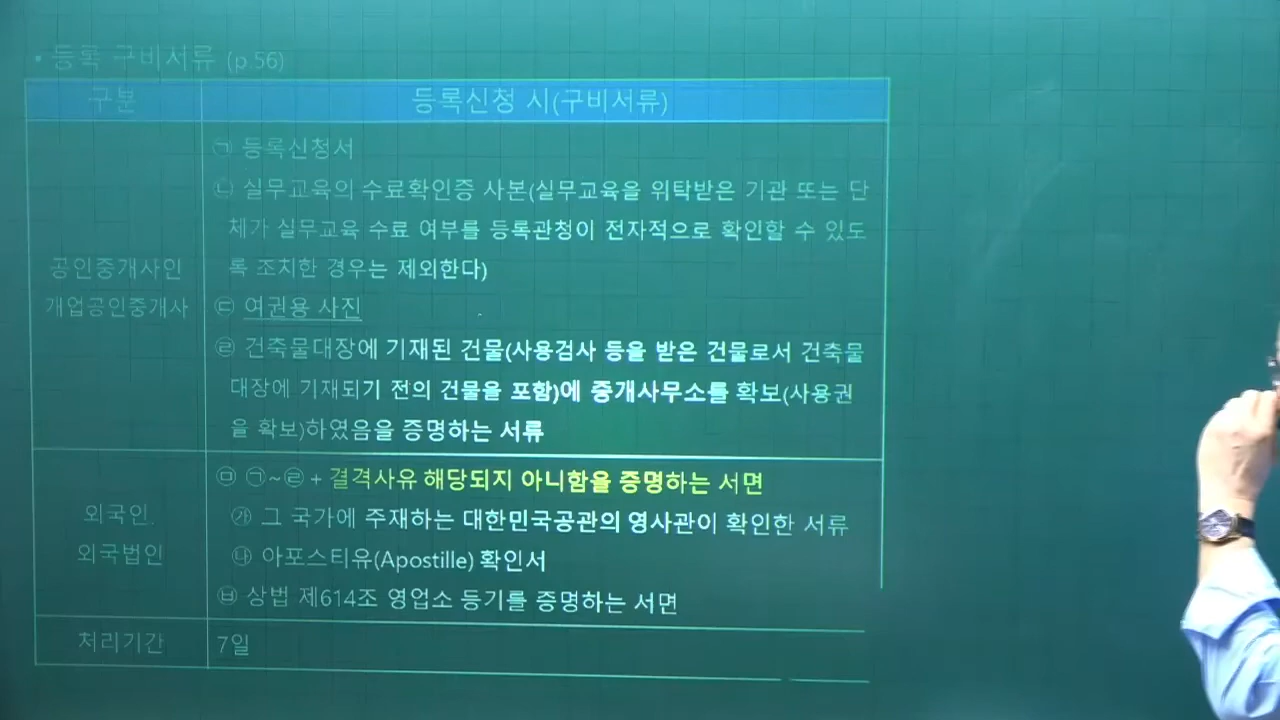 • 등록 구비서류 (p.56)
구분
등록신청 시(구비서류)
공인중개사인
개업공인중개사
㉠ 등록신청서
㉡ 실무교육의 수료확인증 사본(실무교육을 위탁받은 기관 또는 단
체가 실무교육 수료 여부를 등록관청이 전자적으로 확인할 수 있도
록 조치한 경우는 제외한다)
㉢ 여권용 사진
㉣ 건축물대장에 기재된 건물(사용검사 등을 받은 건물로서 건축물
대장에 기재되기 전의 건물을 포함)에 중개사무소를 확보(사용권
을 확보)하였음을 증명하는 서류
외국인.
외국법인
㉤ ㉠~㉣ + 결격사유 해당되지 아니함을 증명하는 서면
㉮ 그 국가에 주재하는 대한민국공관의 영사관이 확인한 서류
㉯ 아포스티유(Apostille) 확인서
㉥ 상법 제614조 영업소 등기를 증명하는 서면
처리기간
7일